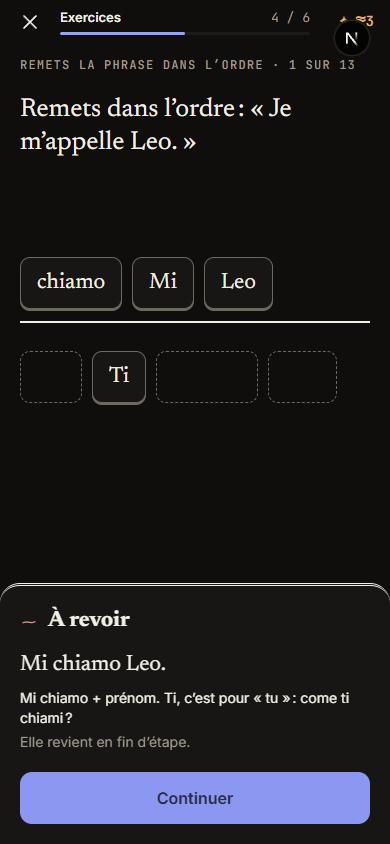 Exercices
4 / 6
REMETS LA PHRASE DANS L’ORDRE · 1 SUR 13
Remets dans l’ordre : « Je
m’appelle Leo. »
chiamo Mi Leo
Ti
À revoir
Mi chiamo Leo.
Mi chiamo + prénom. Ti, c’est pour « tu » : come ti
chiami ?
Elle revient en fin d’étape.
Continuer